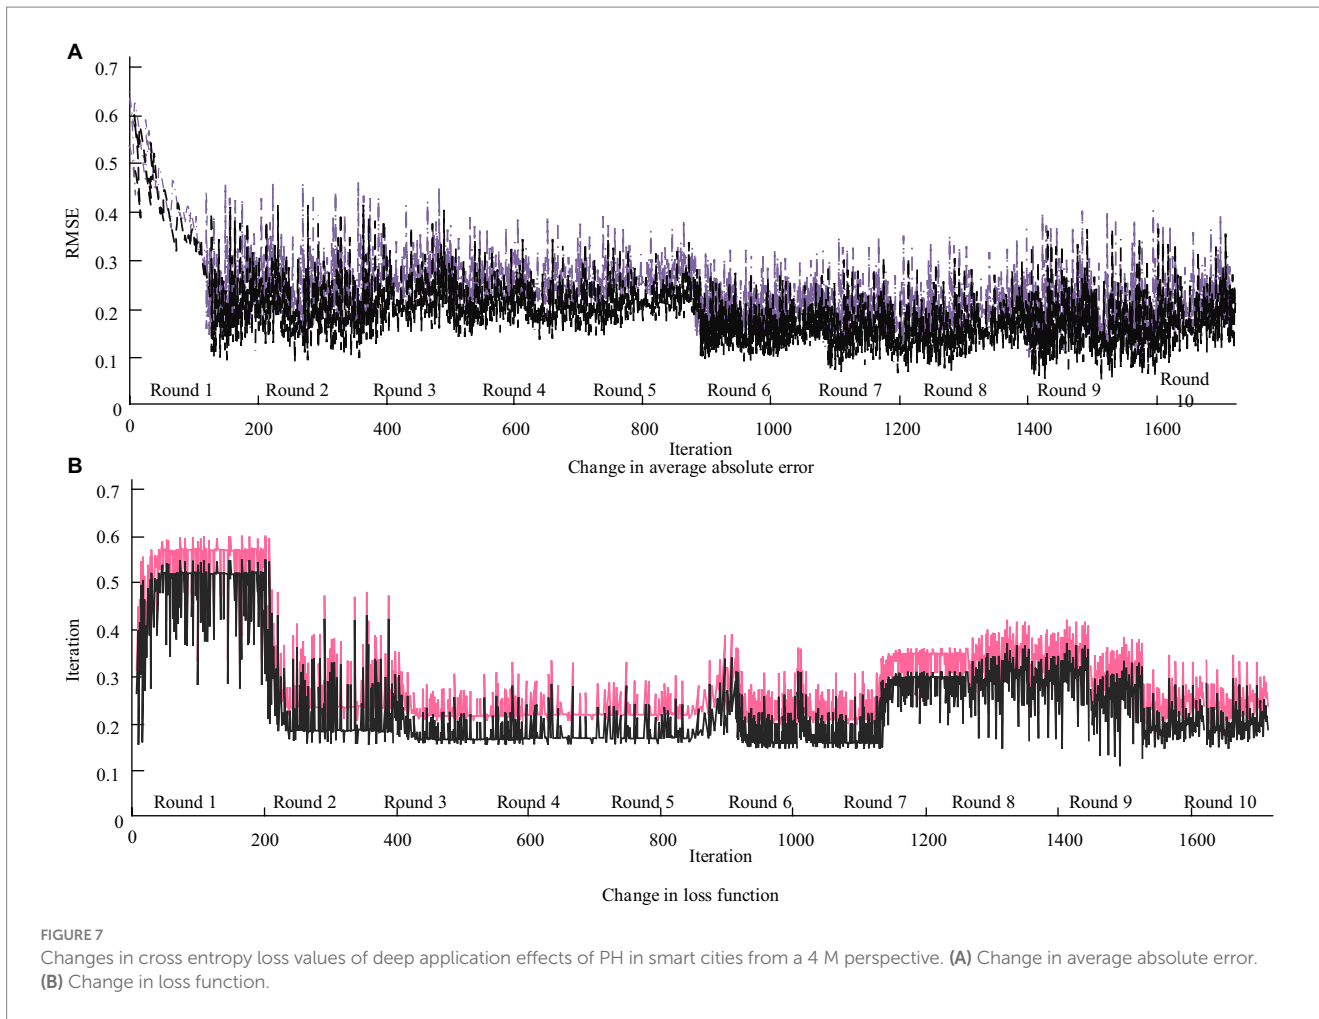 A
0.7
0.6
0.5
0.4
0.3
0.2
0.1
0
RMSE
Round 1 Round 2 Round 3 Round 4 Round 5 Round 6 Round 7 Round 8 Round 9 Round
10
0 200 400 600 800 1000 1200 1400 1600
Iteration
Change in average absolute error
B
0.7
0.6
0.5
0.4
0.3
0.2
0.1
0
Iteration
Round 1 Round 2 Round 3 Round 4 Round 5 Round 6 Round 7 Round 8 Round 9 Round 10
0 200 400 600 800 1000 1200 1400 1600
Iteration
Change in loss function
FIGURE 7
Changes in cross entropy loss values of deep application effects of PH in smart cities from a 4 M perspective. (A) Change in average absolute error.
(B) Change in loss function.